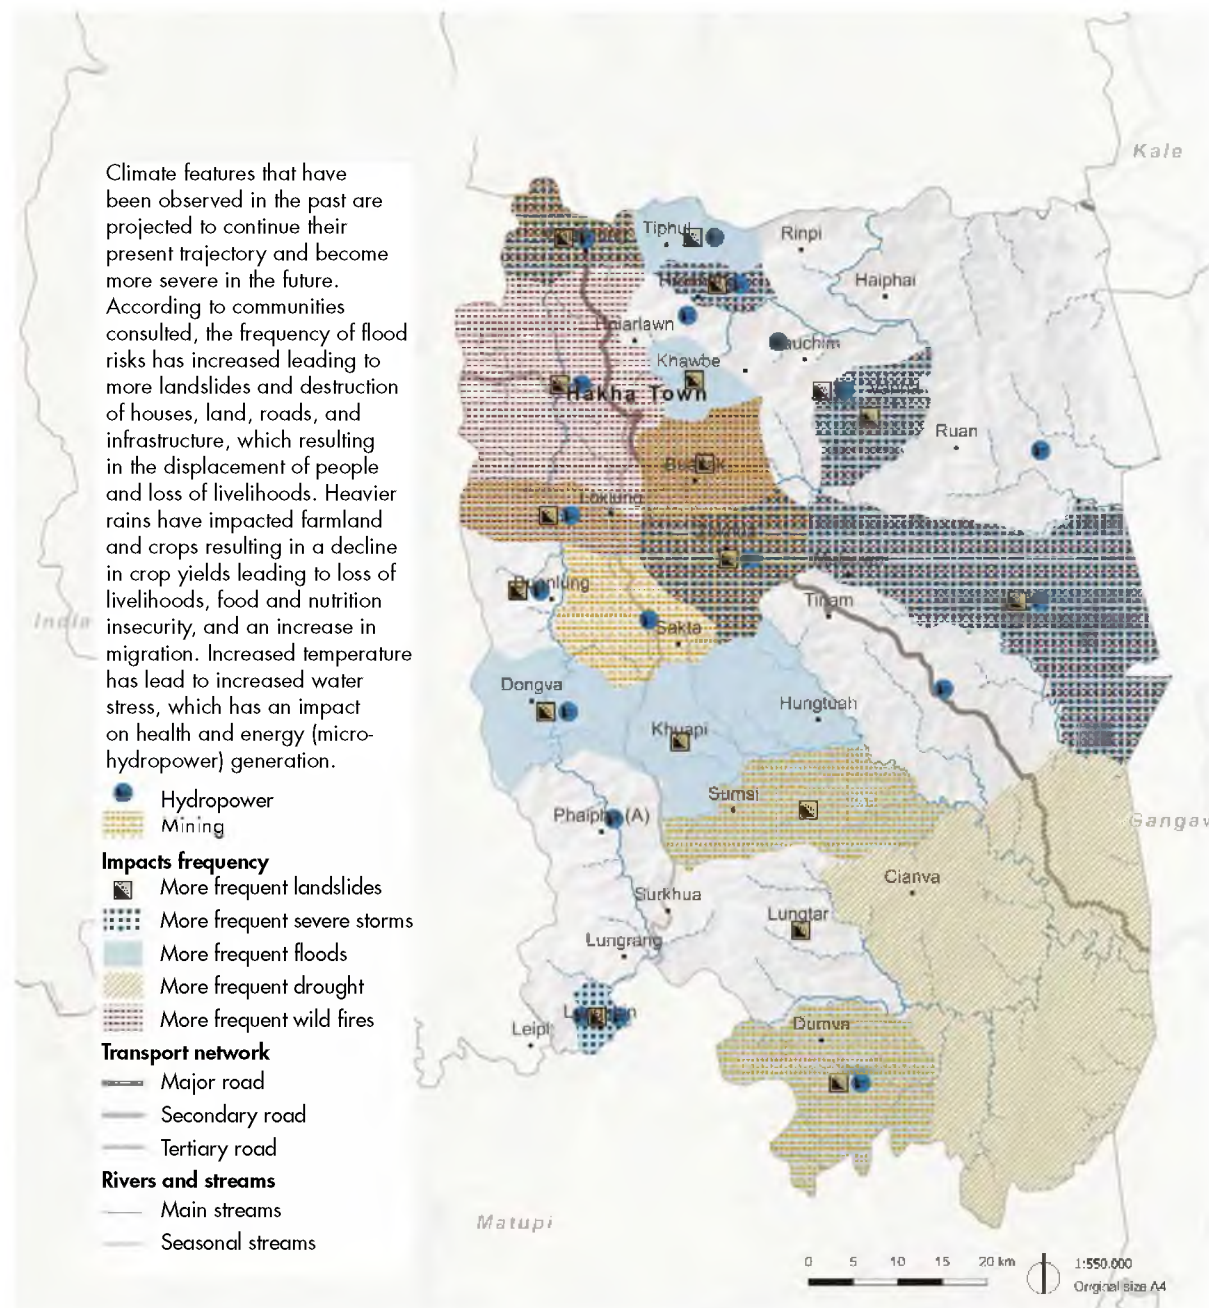 Climate features that have
been observed in the past are
projected to continue their
present trajectory and become
more severe in the future.
According to communities
consulted, the frequency of flood
risks has increased leading to
more landslides and destruction
of houses, land, roads, and
infrastructure, which resulting
in the displacement of people
and loss of livelihoods. Heavier
rains have impacted farmland
and crops resulting in a decline
in crop yields leading to loss of
livelihoods, food and nutrition
insecurity, and an increase in
migration. Increased temperature
has lead to increased water
stress, which has an impact
on health and energy (micro-
hydropower) generation.
Hydropower
Mining
Impacts frequency
More frequent landslides
More frequent severe storms
More frequent floods
More frequent drought
More frequent wild fires
Transport network
Major road
Secondary road
Tertiary road
Rivers and streams
Main streams
Seasonal streams
Kale
Tiphul
Rinpi
Haiphai
Khawbe
Hakha Town
Ruan
Loklung
India
Tinam
Sakta
Dongva
Hungtuah
Khuapi
Sumsi
Phaipha (A)
Gangaw
Cianva
Surkhua
Lungtar
Lungrang
Leipi
Dumva
Matupi
0 5 10 15 20 km
1:550.000
Original size A4